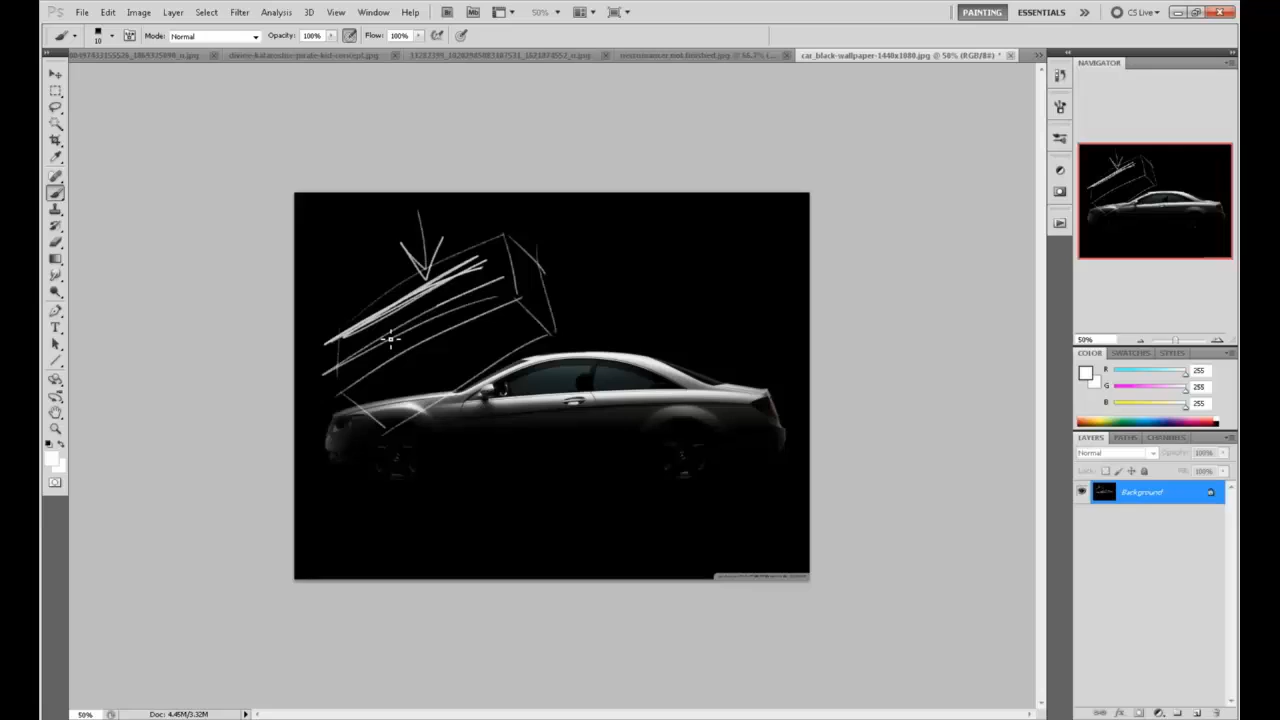 Ps File Edit Image Layer Select Filter Analysis 3D View Window Help 50% PAINTING ESSENTIALS CS Live
10 Mode: Normal Opacity: 100% Flow: 100%
car_black-wallpaper-1440x1080.jpg @ 50% (RGB/8#) *
NAVIGATOR
50%
COLOR SWATCHES STYLES
R 255
G 255
B 255
LAYERS PATHS CHANNELS
Normal Opacity: 100%
Lock: Fill: 100%
Background
50% Doc: 4.45M/3.32M